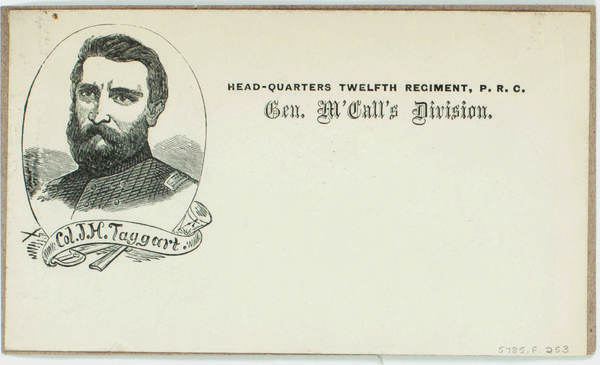 HEAD-QUARTERS TWELFTH REGIMENT, P. R. C.
Gen. M'Call's Division.
Col. J. H. Taggart.
5785.F.253